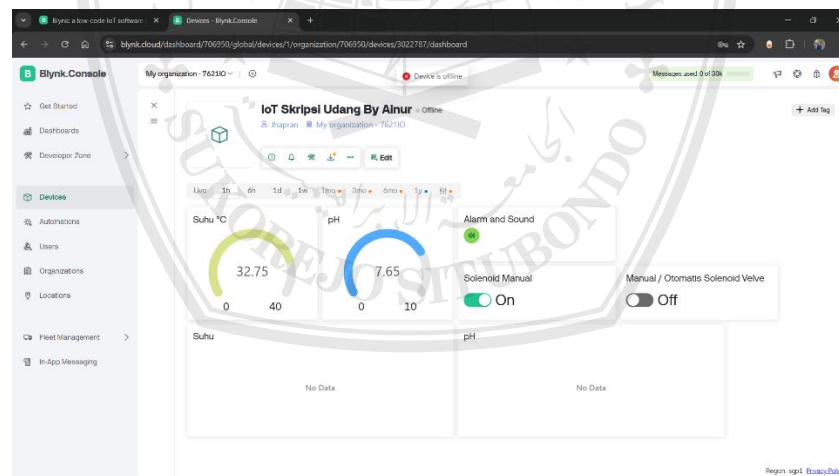 Blynk: a low-code IoT software
Devices - Blynk.Console
blynk.cloud/dashboard/706950/global/devices/1/organization/706950/devices/3022787/dashboard
B Blynk.Console
My organization - 7621IO
Device is offline
Messages used 0 of 30k
Get Started
Dashboards
Developer Zone
Devices
Automations
Users
Organizations
Locations
Fleet Management
In-App Messaging
IoT Skripsi Udang By Ainur
Offline
Jhapran
My organization - 7621IO
+ Add Tag
Edit
Live 1h 6h 1d 1w 1mo 3mo 6mo 1y
Suhu °C
32.75
0 40
pH
7.65
0 10
Alarm and Sound
Solenoid Manual
On
Manual / Otomatis Solenoid Velve
Off
Suhu
No Data
pH
No Data
Region: sgp1 Privacy Poli
SUKOREJO SITUBONDO